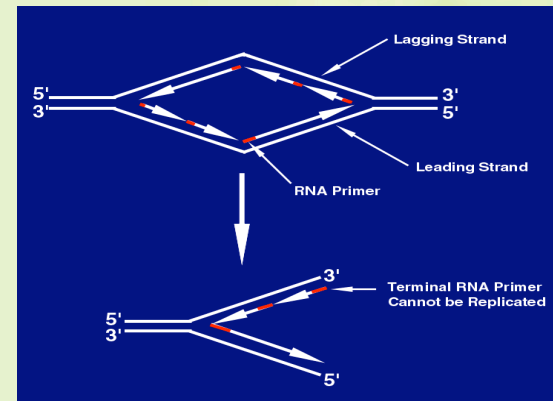 Lagging Strand
5'
3'
3'
5'
Leading Strand
RNA Primer
3'
Terminal RNA Primer
Cannot be Replicated
5'
3'
5'